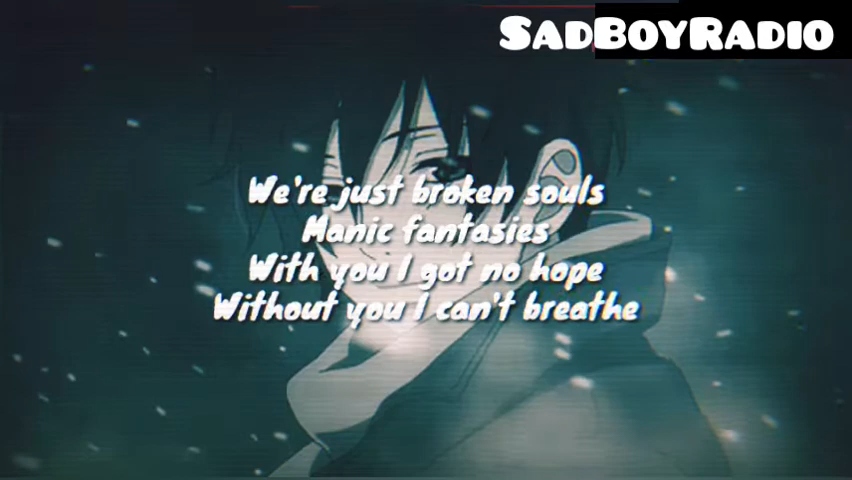 SadBoyRadio
We're just broken souls
Manic fantasies
With you I got no hope
Without you I can't breathe